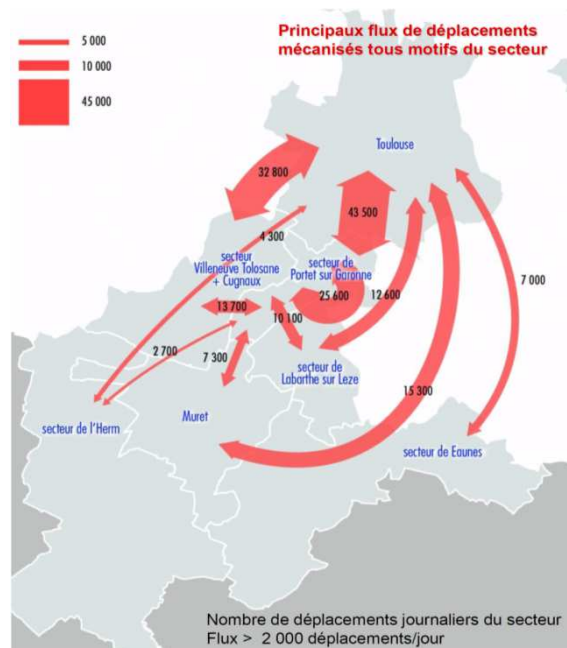 Principaux flux de déplacements
mécanisés tous motifs du secteur
5 000
10 000
45 000
Toulouse
32 800
43 500
4 300
secteur
Villeneuve Tolosane
+ Cugnaux
secteur de
Portet sur Garonne
7 000
25 600
12 600
13 700
10 100
2 700
7 300
secteur de
Labarthe sur Leze
15 300
Muret
secteur de l'Herm
secteur de Eaunes
Nombre de déplacements journaliers du secteur
Flux > 2 000 déplacements/jour